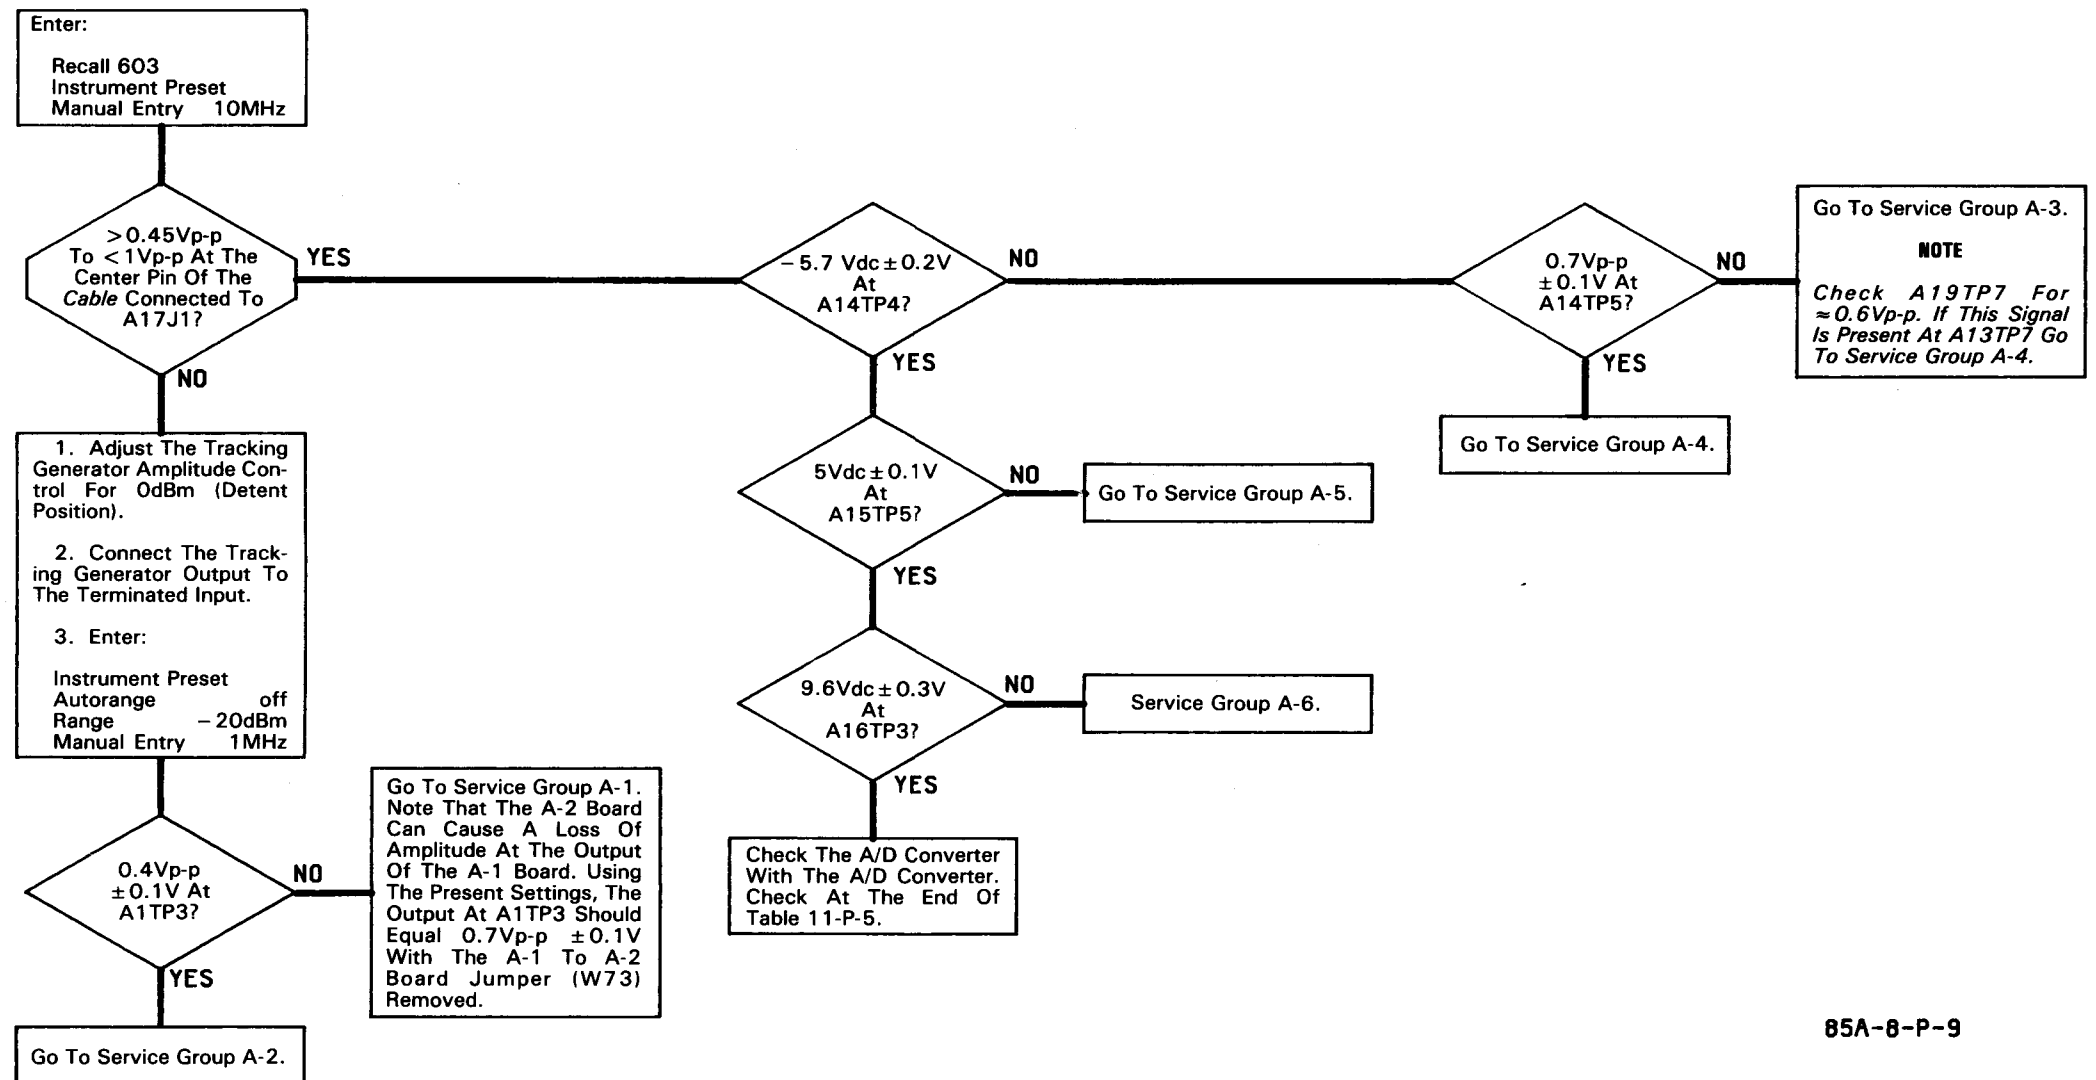 Enter:
Recall 603
Instrument Preset
Manual Entry 10MHz
>0.45Vp-p
To <1Vp-p At The
Center Pin Of The
Cable Connected To
A17J1?
YES
NO
-5.7 Vdc±0.2V
At
A14TP4?
NO
YES
0.7Vp-p
±0.1V At
A14TP5?
NO
YES
Go To Service Group A-3.
NOTE
Check A19TP7 For
≈0.6Vp-p. If This Signal
Is Present At A13TP7 Go
To Service Group A-4.
Go To Service Group A-4.
5Vdc±0.1V
At
A15TP5?
NO
YES
Go To Service Group A-5.
9.6Vdc±0.3V
At
A16TP3?
NO
YES
Service Group A-6.
Check The A/D Converter
With The A/D Converter.
Check At The End Of
Table 11-P-5.
1. Adjust The Tracking
Generator Amplitude Con-
trol For 0dBm (Detent
Position).
2. Connect The Track-
ing Generator Output To
The Terminated Input.
3. Enter:
Instrument Preset
Autorange off
Range -20dBm
Manual Entry 1MHz
0.4Vp-p
±0.1V At
A1TP3?
NO
YES
Go To Service Group A-1.
Note That The A-2 Board
Can Cause A Loss Of
Amplitude At The Output
Of The A-1 Board. Using
The Present Settings, The
Output At A1TP3 Should
Equal 0.7Vp-p ±0.1V
With The A-1 To A-2
Board Jumper (W73)
Removed.
Go To Service Group A-2.
85A-8-P-9